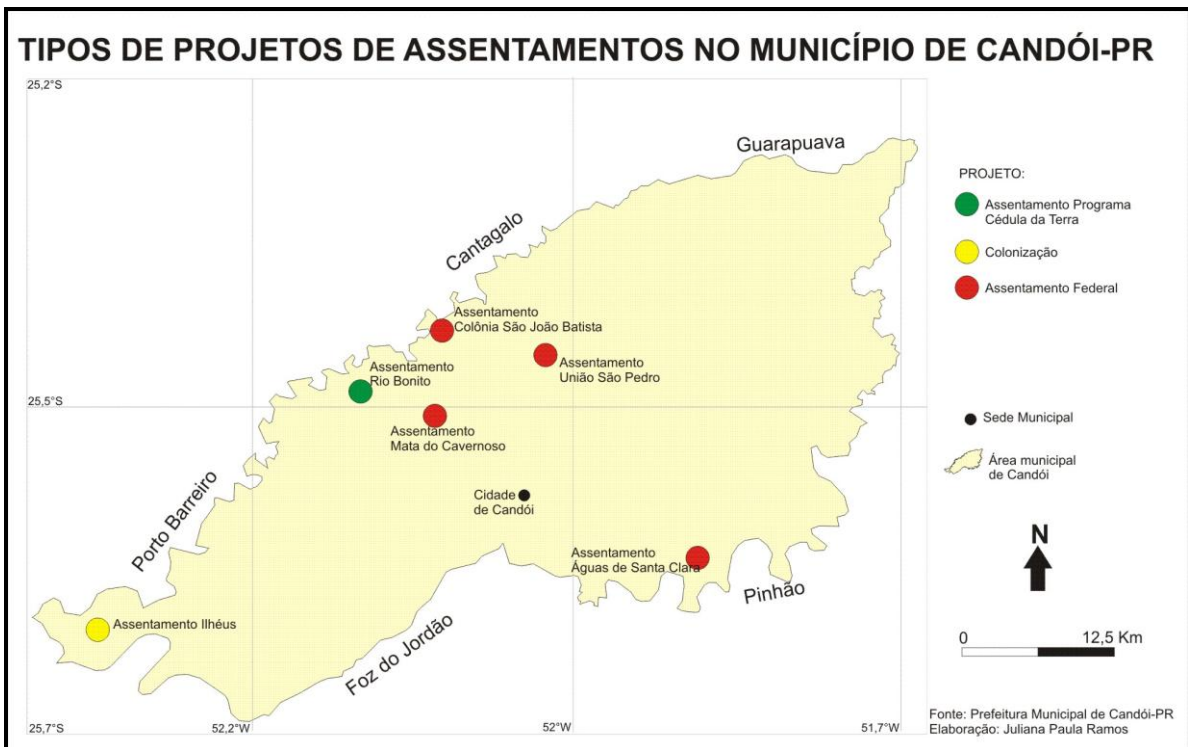 TIPOS DE PROJETOS DE ASSENTAMENTOS NO MUNICÍPIO DE CANDÓI-PR
25,2°S
Guarapuava
Cantagalo
Assentamento
Colônia São João Batista
Assentamento
União São Pedro
Assentamento
Rio Bonito
25,5°S
Assentamento
Mata do Cavernoso
Cidade
de Candói
Porto Barreiro
Assentamento
Águas de Santa Clara
Pinhão
Assentamento Ilhéus
Foz do Jordão
25,7°S
52,2°W
52°W
51,7°W
PROJETO:
Assentamento Programa
Cédula da Terra
Colonização
Assentamento Federal
Sede Municipal
Área municipal
de Candói
N
0 12,5 Km
Fonte: Prefeitura Municipal de Candói-PR
Elaboração: Juliana Paula Ramos